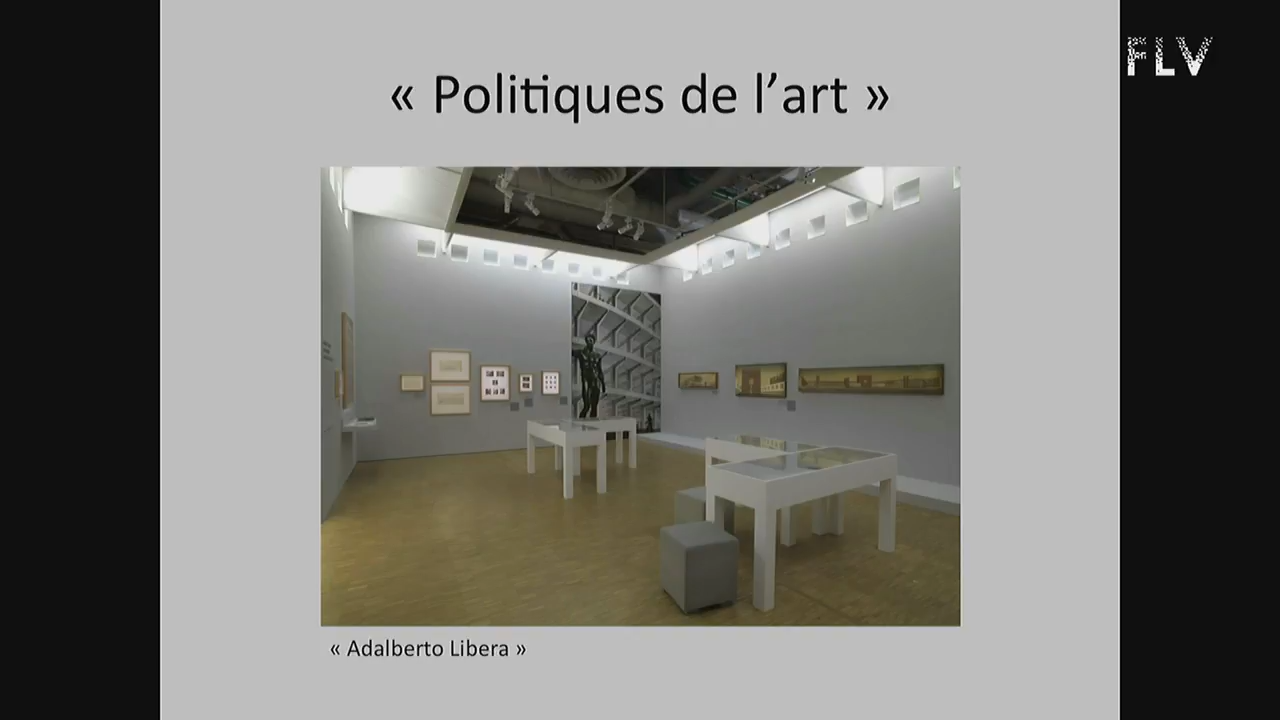 FLV
« Politiques de l’art »
« Adalberto Libera »